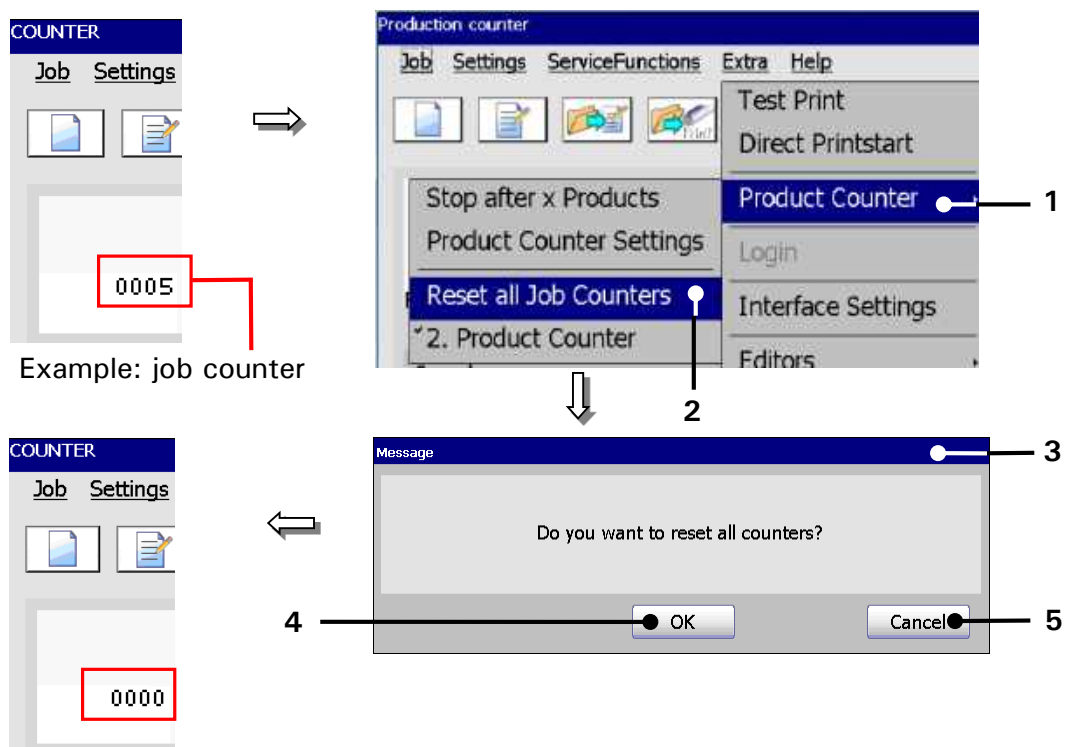 COUNTER
Job Settings
0005
Example: job counter
Production counter
Job Settings ServiceFunctions Extra Help
Test Print
Direct Printstart
Product Counter
Login
Interface Settings
Editors
Stop after x Products
Product Counter Settings
Reset all Job Counters
2. Product Counter
1
2
Message
Do you want to reset all counters?
OK
Cancel
3
4
5
COUNTER
Job Settings
0000